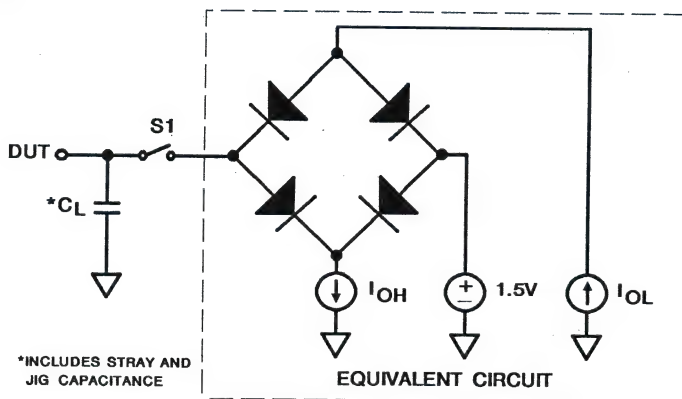 S1
DUT
*CL
IOH
+
−
1.5V
IOL
*INCLUDES STRAY AND
JIG CAPACITANCE
EQUIVALENT CIRCUIT